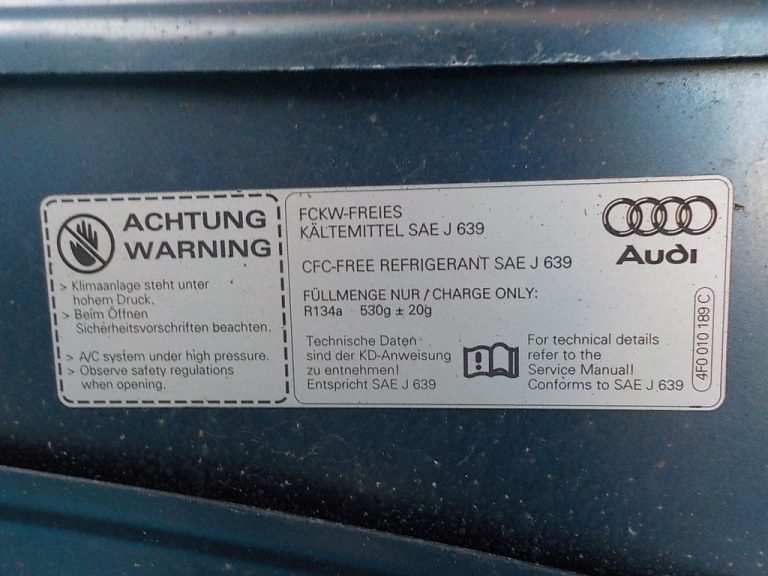 ACHTUNG
WARNING
> Klimaanlage steht unter
hohem Druck.
> Beim Öffnen
Sicherheitsvorschriften beachten.
> A/C system under high pressure.
> Observe safety regulations
when opening.
FCKW-FREIES
KÄLTEMITTEL SAE J 639
CFC-FREE REFRIGERANT SAE J 639
FÜLLMENGE NUR / CHARGE ONLY:
R134a 530g ± 20g
Technische Daten
sind der KD-Anweisung
zu entnehmen!
Entspricht SAE J 639
For technical details
refer to the
Service Manual!
Conforms to SAE J 639
Audi
4F0 010 189 C